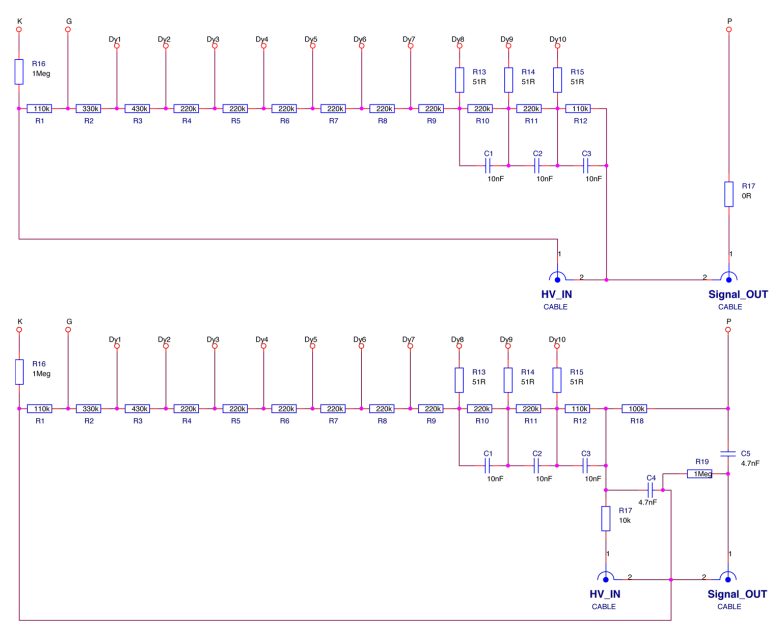 K G P
Dy1 Dy2 Dy3 Dy4 Dy5 Dy6 Dy7 Dy8 Dy9 Dy10
R16 R13 R14 R15
1Meg 51R 51R 51R
110k 330k 430k 220k 220k 220k 220k 220k 220k 220k 220k 110k
R1 R2 R3 R4 R5 R6 R7 R8 R9 R10 R11 R12
C1 C2 C3
10nF 10nF 10nF
R17
0R
1 1
2 2
HV_IN Signal_OUT
CABLE CABLE
K G P
Dy1 Dy2 Dy3 Dy4 Dy5 Dy6 Dy7 Dy8 Dy9 Dy10
R16 R13 R14 R15
1Meg 51R 51R 51R
110k 330k 430k 220k 220k 220k 220k 220k 220k 220k 220k 110k 100k
R1 R2 R3 R4 R5 R6 R7 R8 R9 R10 R11 R12 R18
C1 C2 C3 C5
R19 4.7nF
10nF 10nF 10nF C4 1Meg
4.7nF
R17
10k
1 1
2 2
HV_IN Signal_OUT
CABLE CABLE